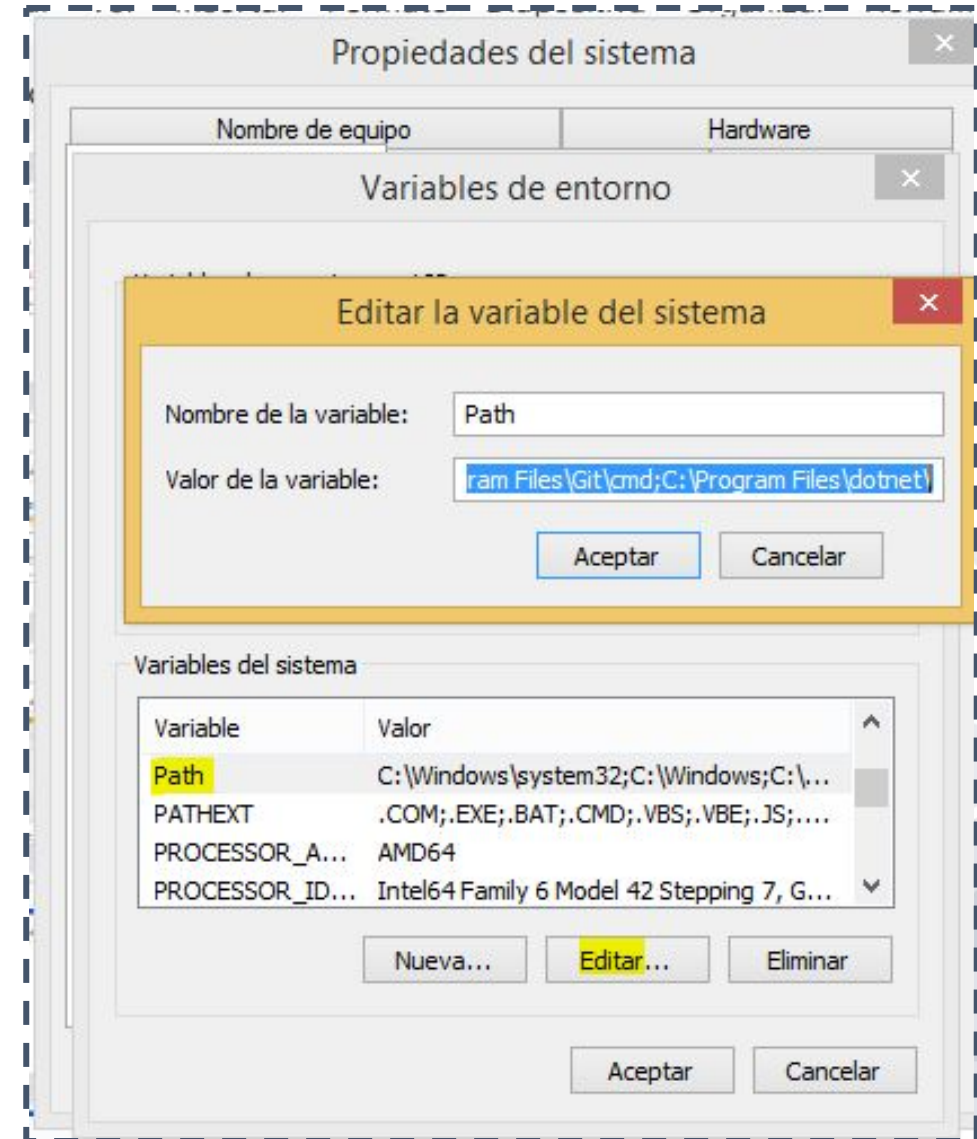 Propiedades del sistema
Nombre de equipo Hardware
Variables de entorno
Editar la variable del sistema
Nombre de la variable: Path
Valor de la variable: ram Files\Git\cmd;C:\Program Files\dotnet\
Aceptar Cancelar
Variables del sistema
Variable Valor
Path C:\Windows\system32;C:\Windows;C:\...
PATHEXT .COM;.EXE;.BAT;.CMD;.VBS;.VBE;.JS;....
PROCESSOR_A... AMD64
PROCESSOR_ID... Intel64 Family 6 Model 42 Stepping 7, G...
Nueva... Editar... Eliminar
Aceptar Cancelar